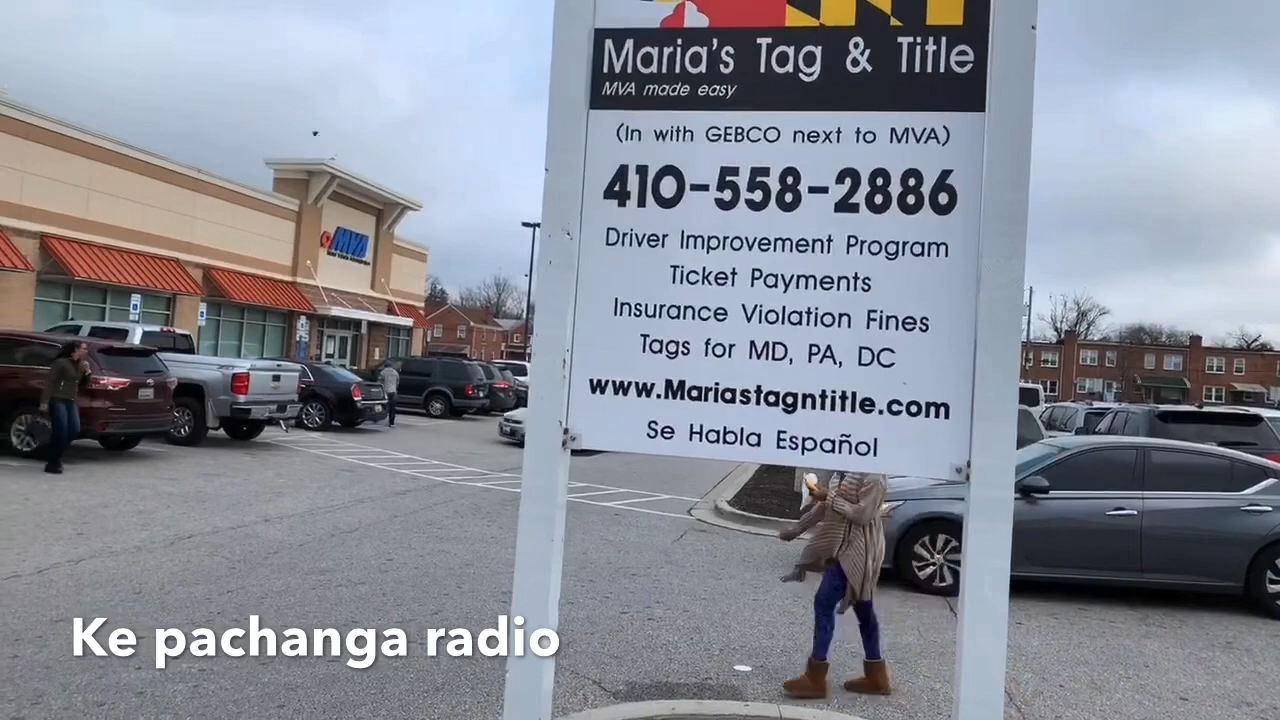 Maria's Tag & Title
MVA made easy
(In with GEBCO next to MVA)
410-558-2886
Driver Improvement Program
Ticket Payments
Insurance Violation Fines
Tags for MD, PA, DC
www.Mariastagntitle.com
Se Habla Español
MVA
Ke pachanga radio